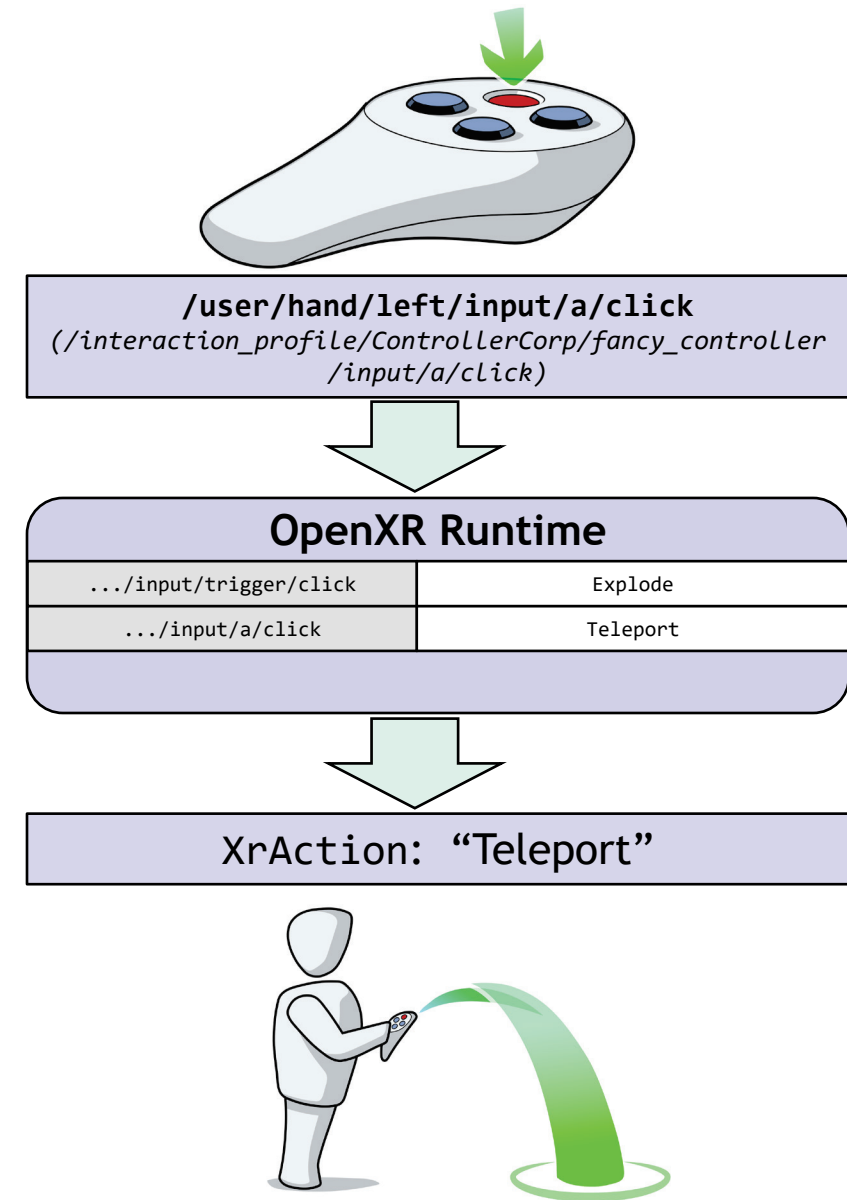 /user/hand/left/input/a/click
(/interaction_profile/ControllerCorp/fancy_controller
/input/a/click)
OpenXR Runtime
.../input/trigger/click Explode
.../input/a/click Teleport
XrAction: “Teleport”